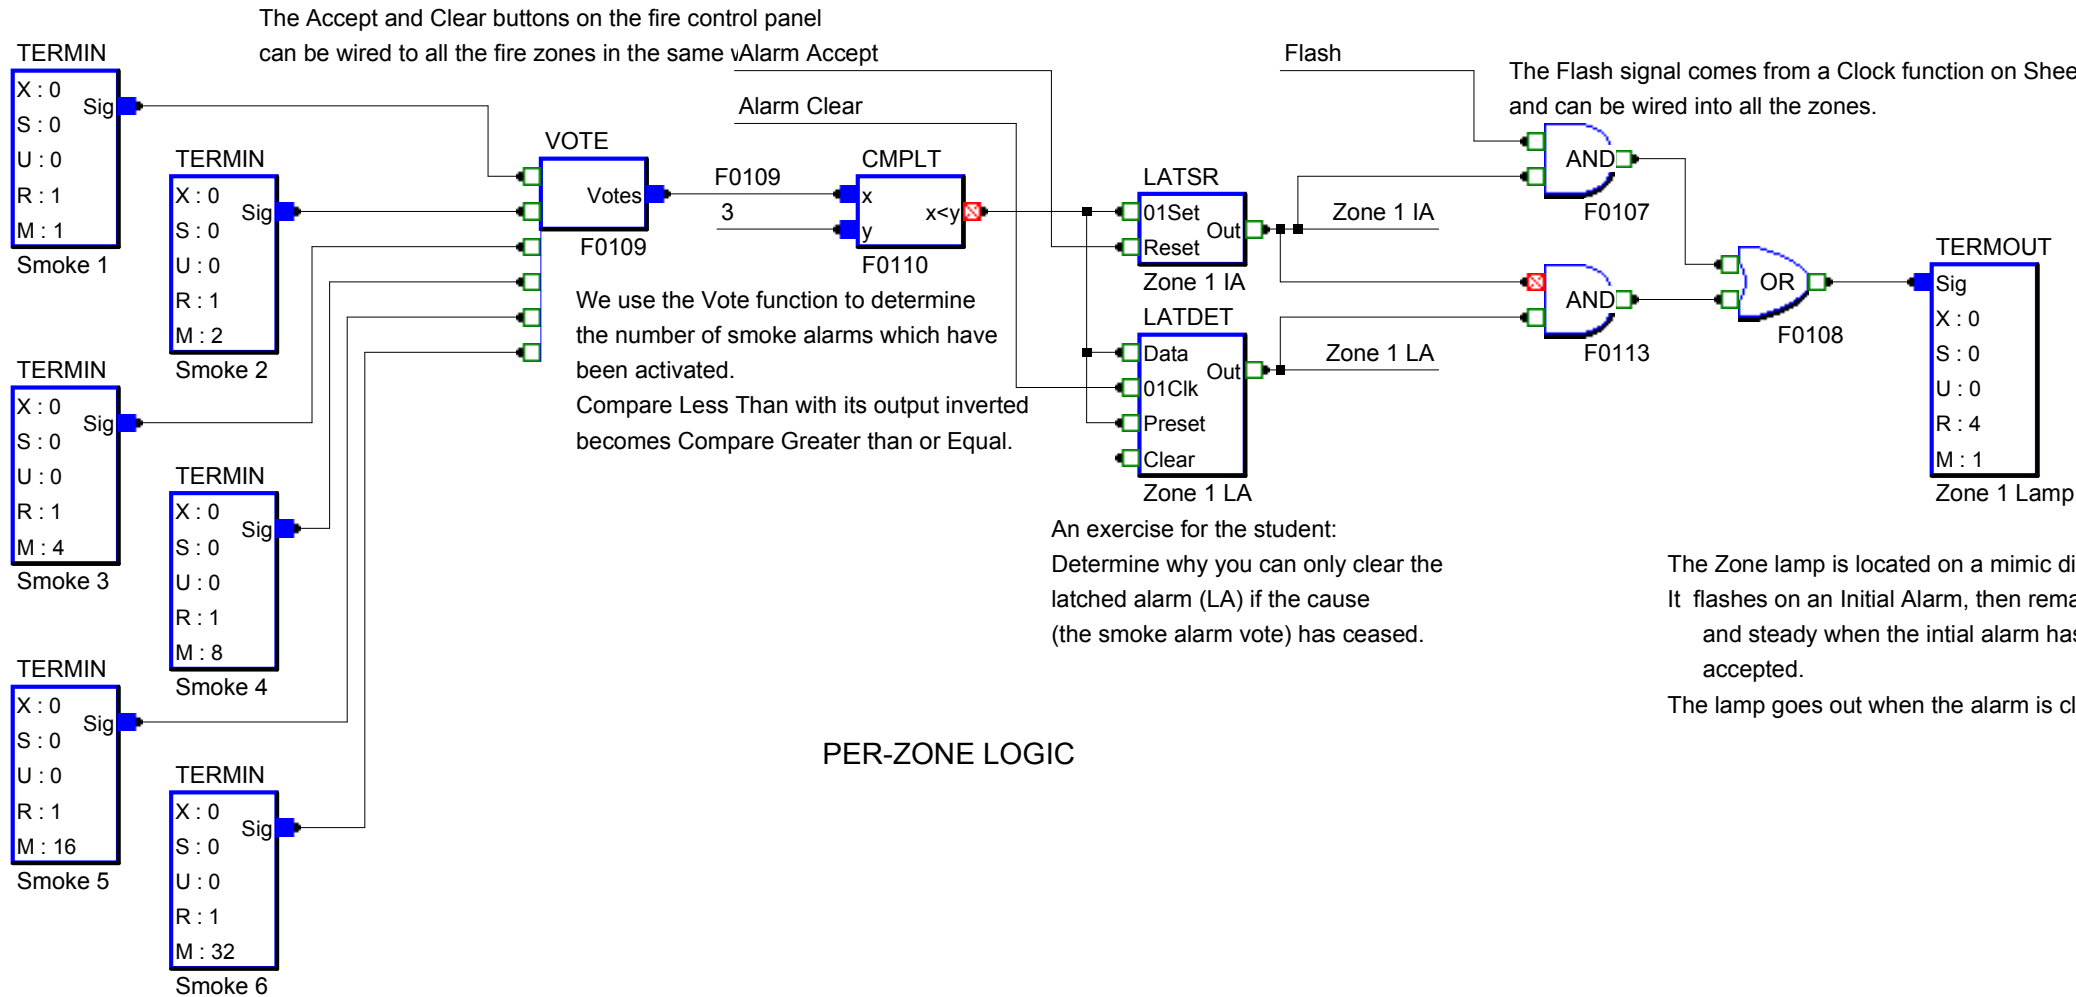 The Accept and Clear buttons on the fire control panel
can be wired to all the fire zones in the same
Alarm Accept
Alarm Clear
Flash
The Flash signal comes from a Clock function on Shee
and can be wired into all the zones.
TERMIN
X : 0
Sig
S : 0
U : 0
R : 1
M : 1
Smoke 1
TERMIN
X : 0
Sig
S : 0
U : 0
R : 1
M : 2
Smoke 2
TERMIN
X : 0
Sig
S : 0
U : 0
R : 1
M : 4
Smoke 3
TERMIN
X : 0
Sig
S : 0
U : 0
R : 1
M : 8
Smoke 4
TERMIN
X : 0
Sig
S : 0
U : 0
R : 1
M : 16
Smoke 5
TERMIN
X : 0
Sig
S : 0
U : 0
R : 1
M : 32
Smoke 6
VOTE
Votes
F0109
F0109
3
CMPLT
x
x<y
y
F0110
We use the Vote function to determine
the number of smoke alarms which have
been activated.
Compare Less Than with its output inverted
becomes Compare Greater than or Equal.
LATSR
01Set
Out
Reset
Zone 1 IA
Zone 1 IA
LATDET
Data
Out
01Clk
Preset
Clear
Zone 1 LA
Zone 1 LA
An exercise for the student:
Determine why you can only clear the
latched alarm (LA) if the cause
(the smoke alarm vote) has ceased.
AND
F0107
AND
F0113
OR
F0108
TERMOUT
Sig
X : 0
S : 0
U : 0
R : 4
M : 1
Zone 1 Lamp
The Zone lamp is located on a mimic di
It flashes on an Initial Alarm, then rema
and steady when the intial alarm has
accepted.
The lamp goes out when the alarm is cl
PER-ZONE LOGIC